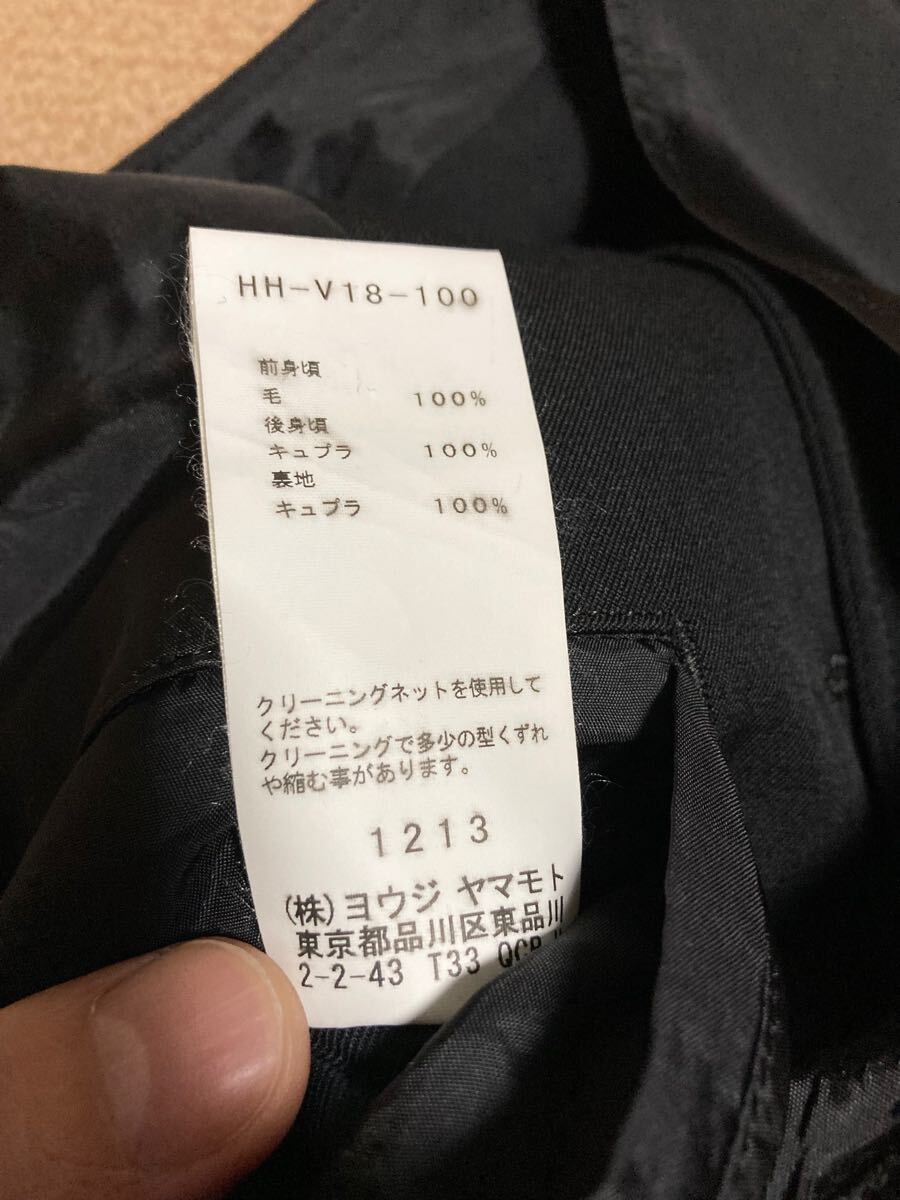 HH-V18-100
前身頃
毛 100%
後身頃
キュプラ 100%
裏地
キュプラ 100%
クリーニングネットを使用して
ください。
クリーニングで多少の型くずれ
や縮む事があります。
1213
(株)ヨウジ ヤマモト
東京都品川区東品川
2-2-43 T33